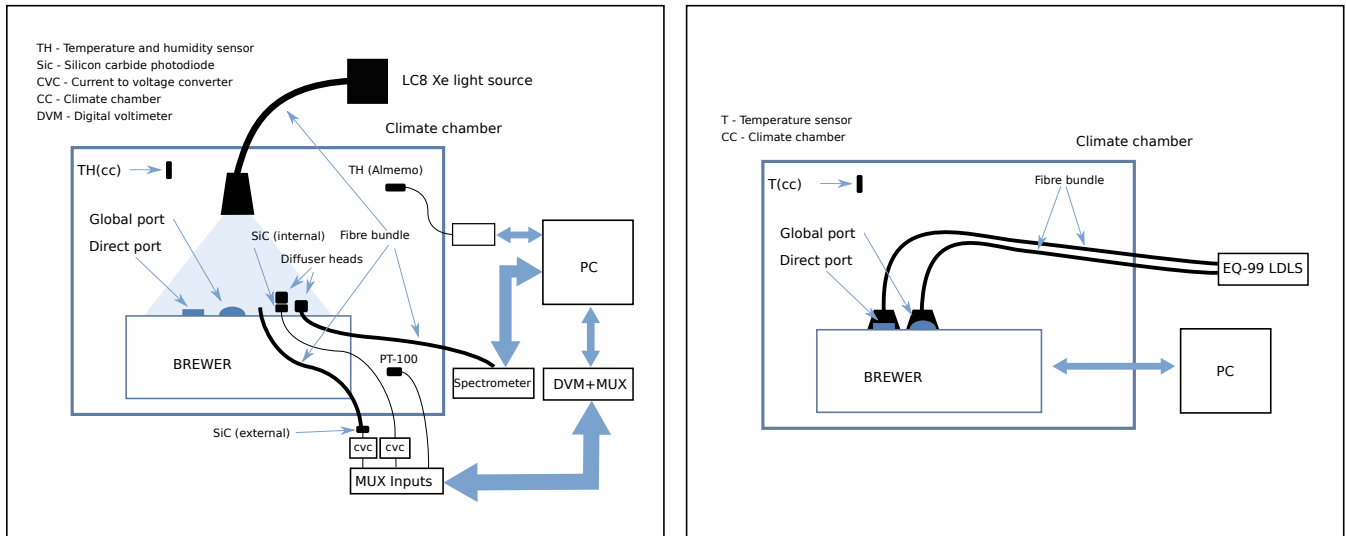 TH - Temperature and humidity sensor
Sic - Silicon carbide photodiode
CVC - Current to voltage converter
CC - Climate chamber
DVM - Digital voltimeter
LC8 Xe light source
Climate chamber
TH(cc)
TH (Almemo)
Global port
Direct port
SiC (internal)
Fibre bundle
Diffuser heads
PC
BREWER
PT-100
Spectrometer
DVM+MUX
SiC (external)
cvc
cvc
MUX Inputs
T - Temperature sensor
CC - Climate chamber
Climate chamber
T(cc)
Fibre bundle
Global port
Direct port
EQ-99 LDLS
BREWER
PC